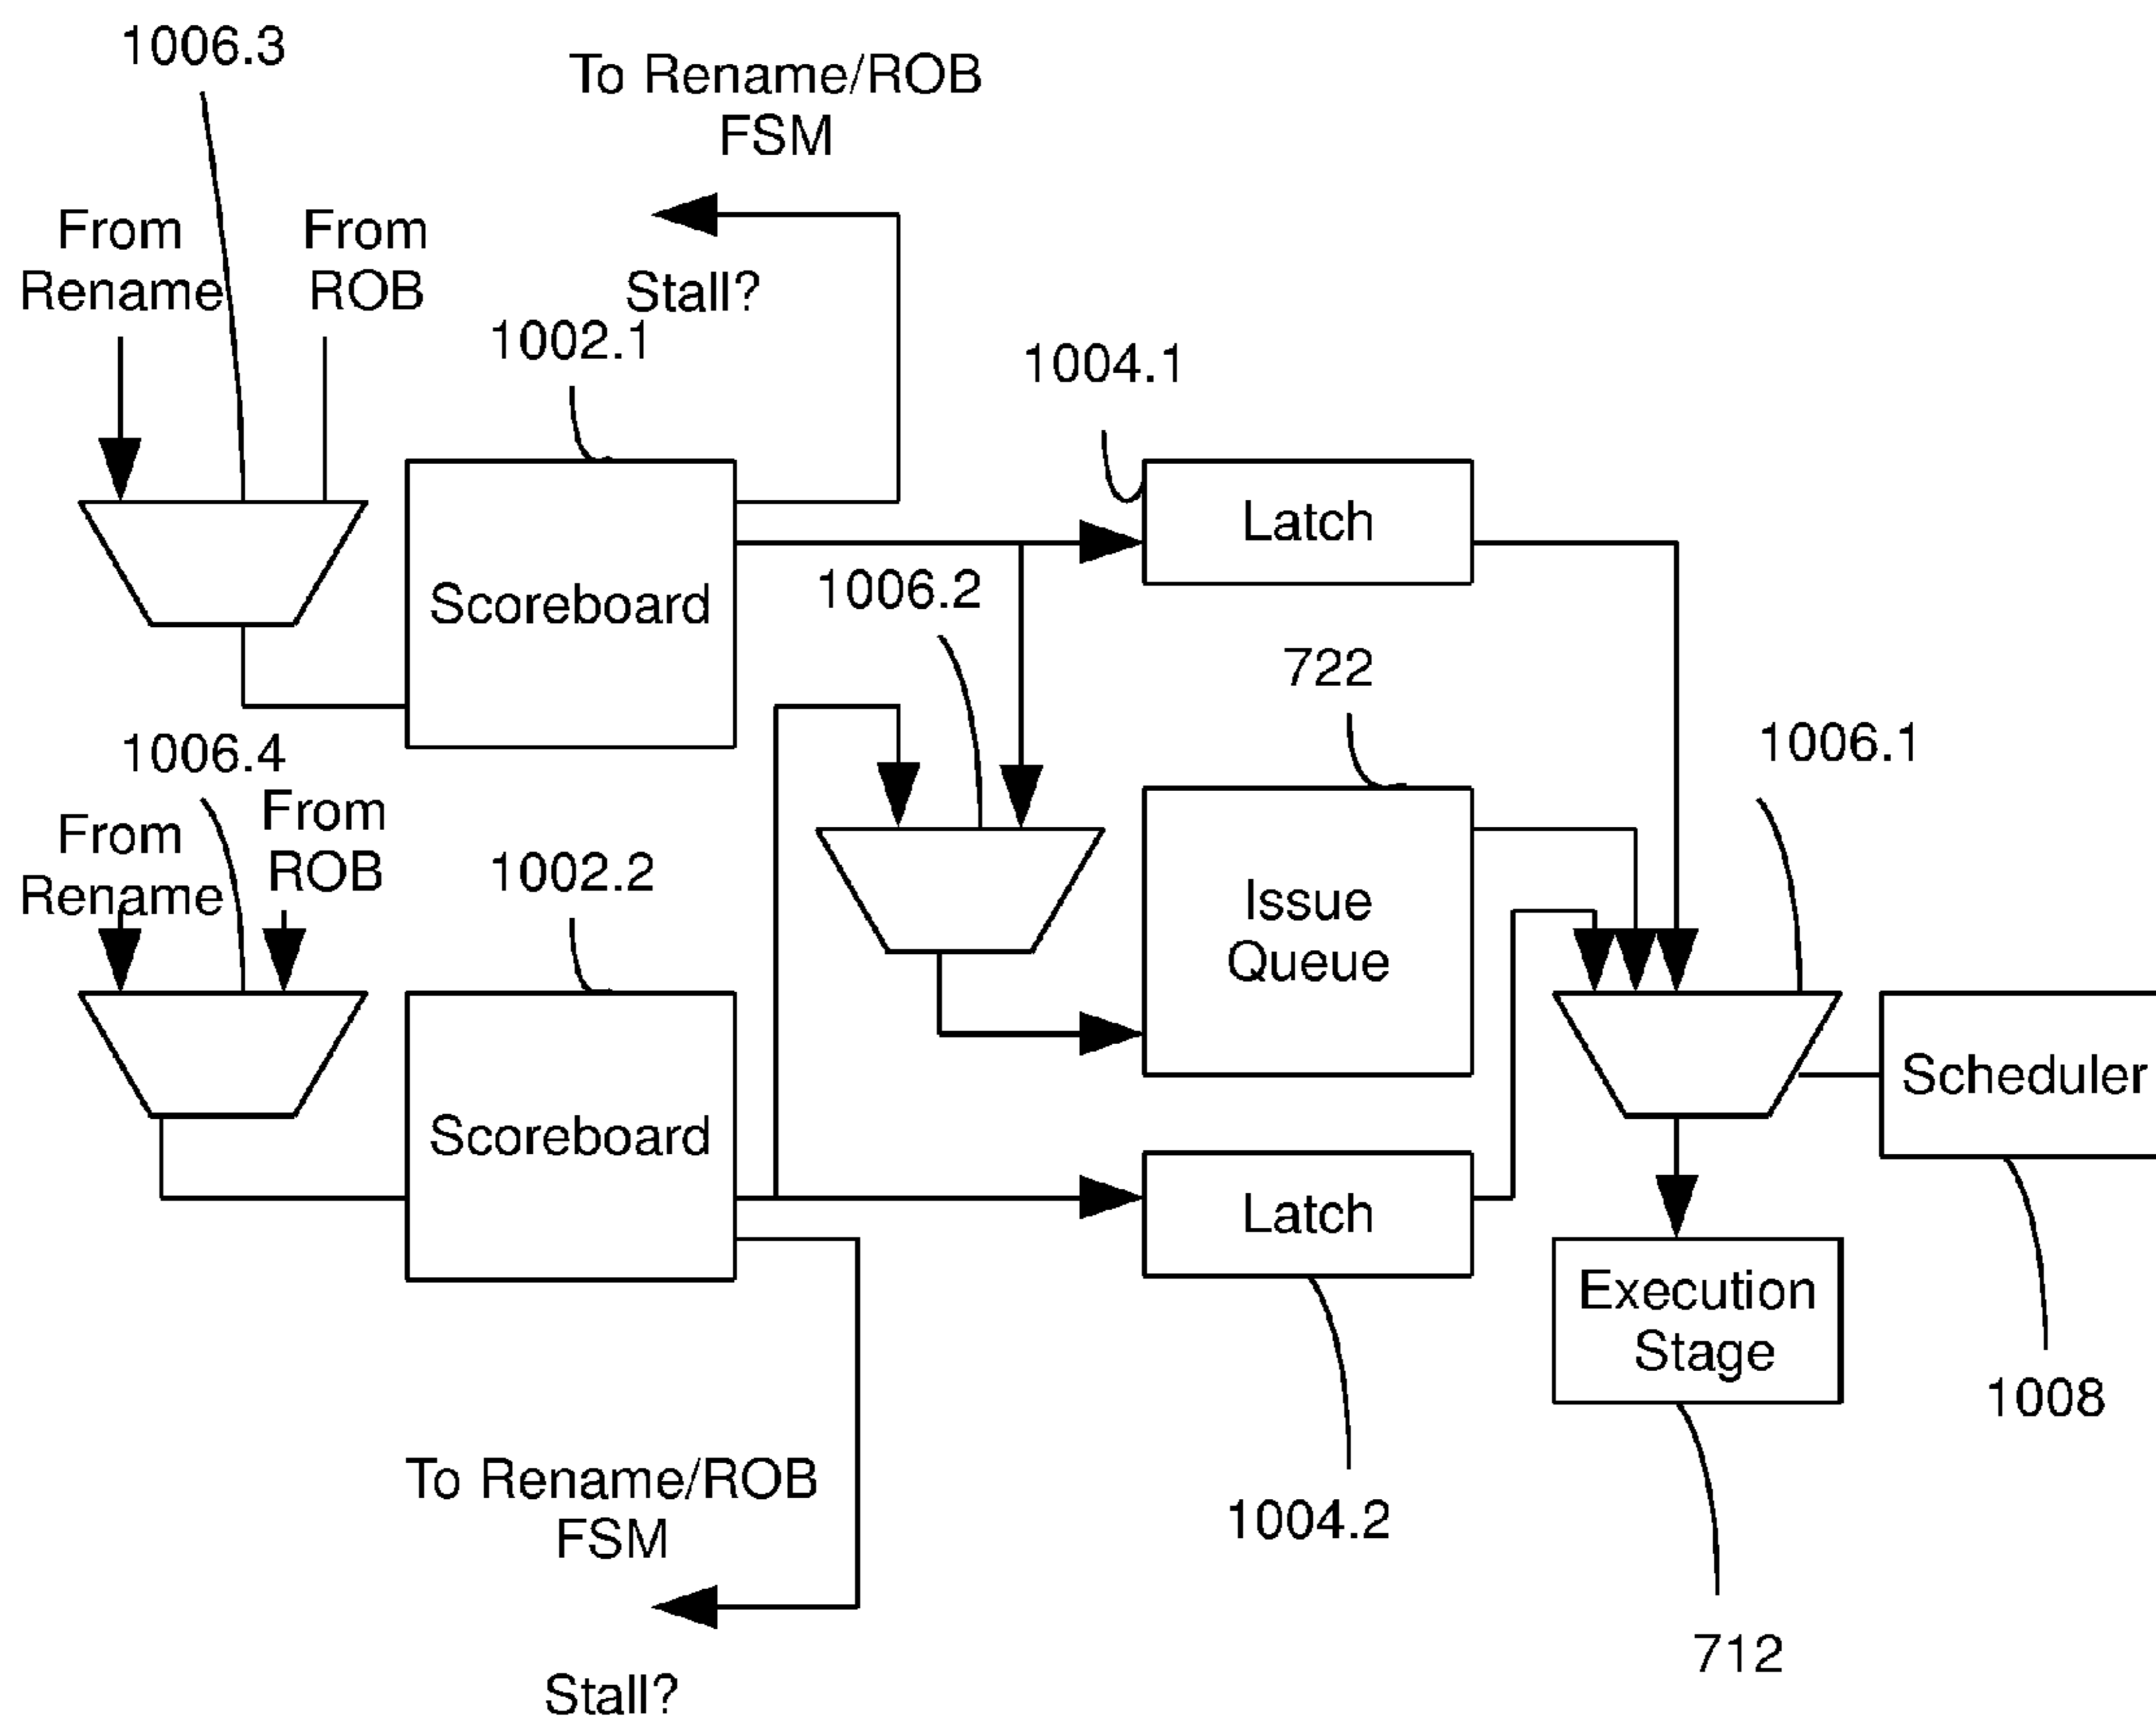 1006.3
To Rename/ROB
FSM
From
Rename
From
ROB
Stall?
1002.1
1004.1
Latch
Scoreboard
1006.2
722
1006.4
1006.1
From
Rename
From
ROB
1002.2
Issue
Queue
Scheduler
Scoreboard
Latch
Execution
Stage
1008
To Rename/ROB
FSM
1004.2
712
Stall?